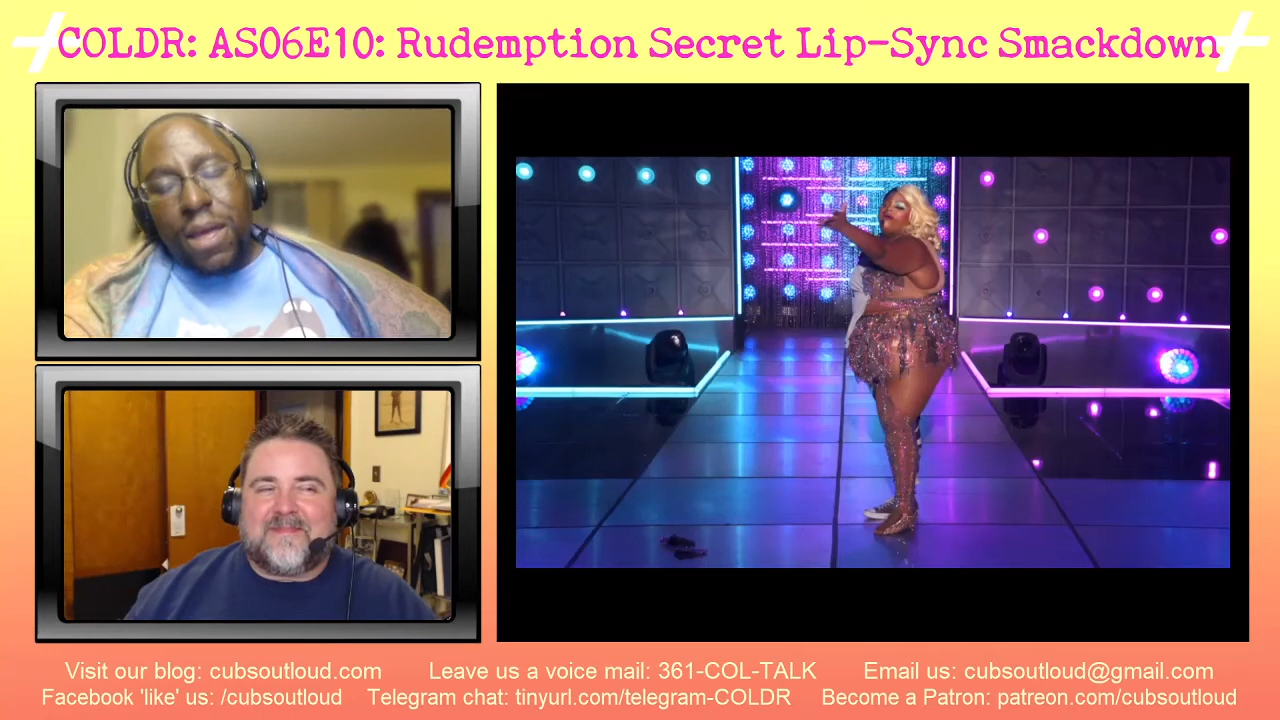 COLDR: AS06E10: Rudemption Secret Lip-Sync Smackdown
Visit our blog: cubsoutloud.com Leave us a voice mail: 361-COL-TALK Email us: cubsoutloud@gmail.com
Facebook 'like' us: /cubsoutloud Telegram chat: tinyurl.com/telegram-COLDR Become a Patron: patreon.com/cubsoutloud